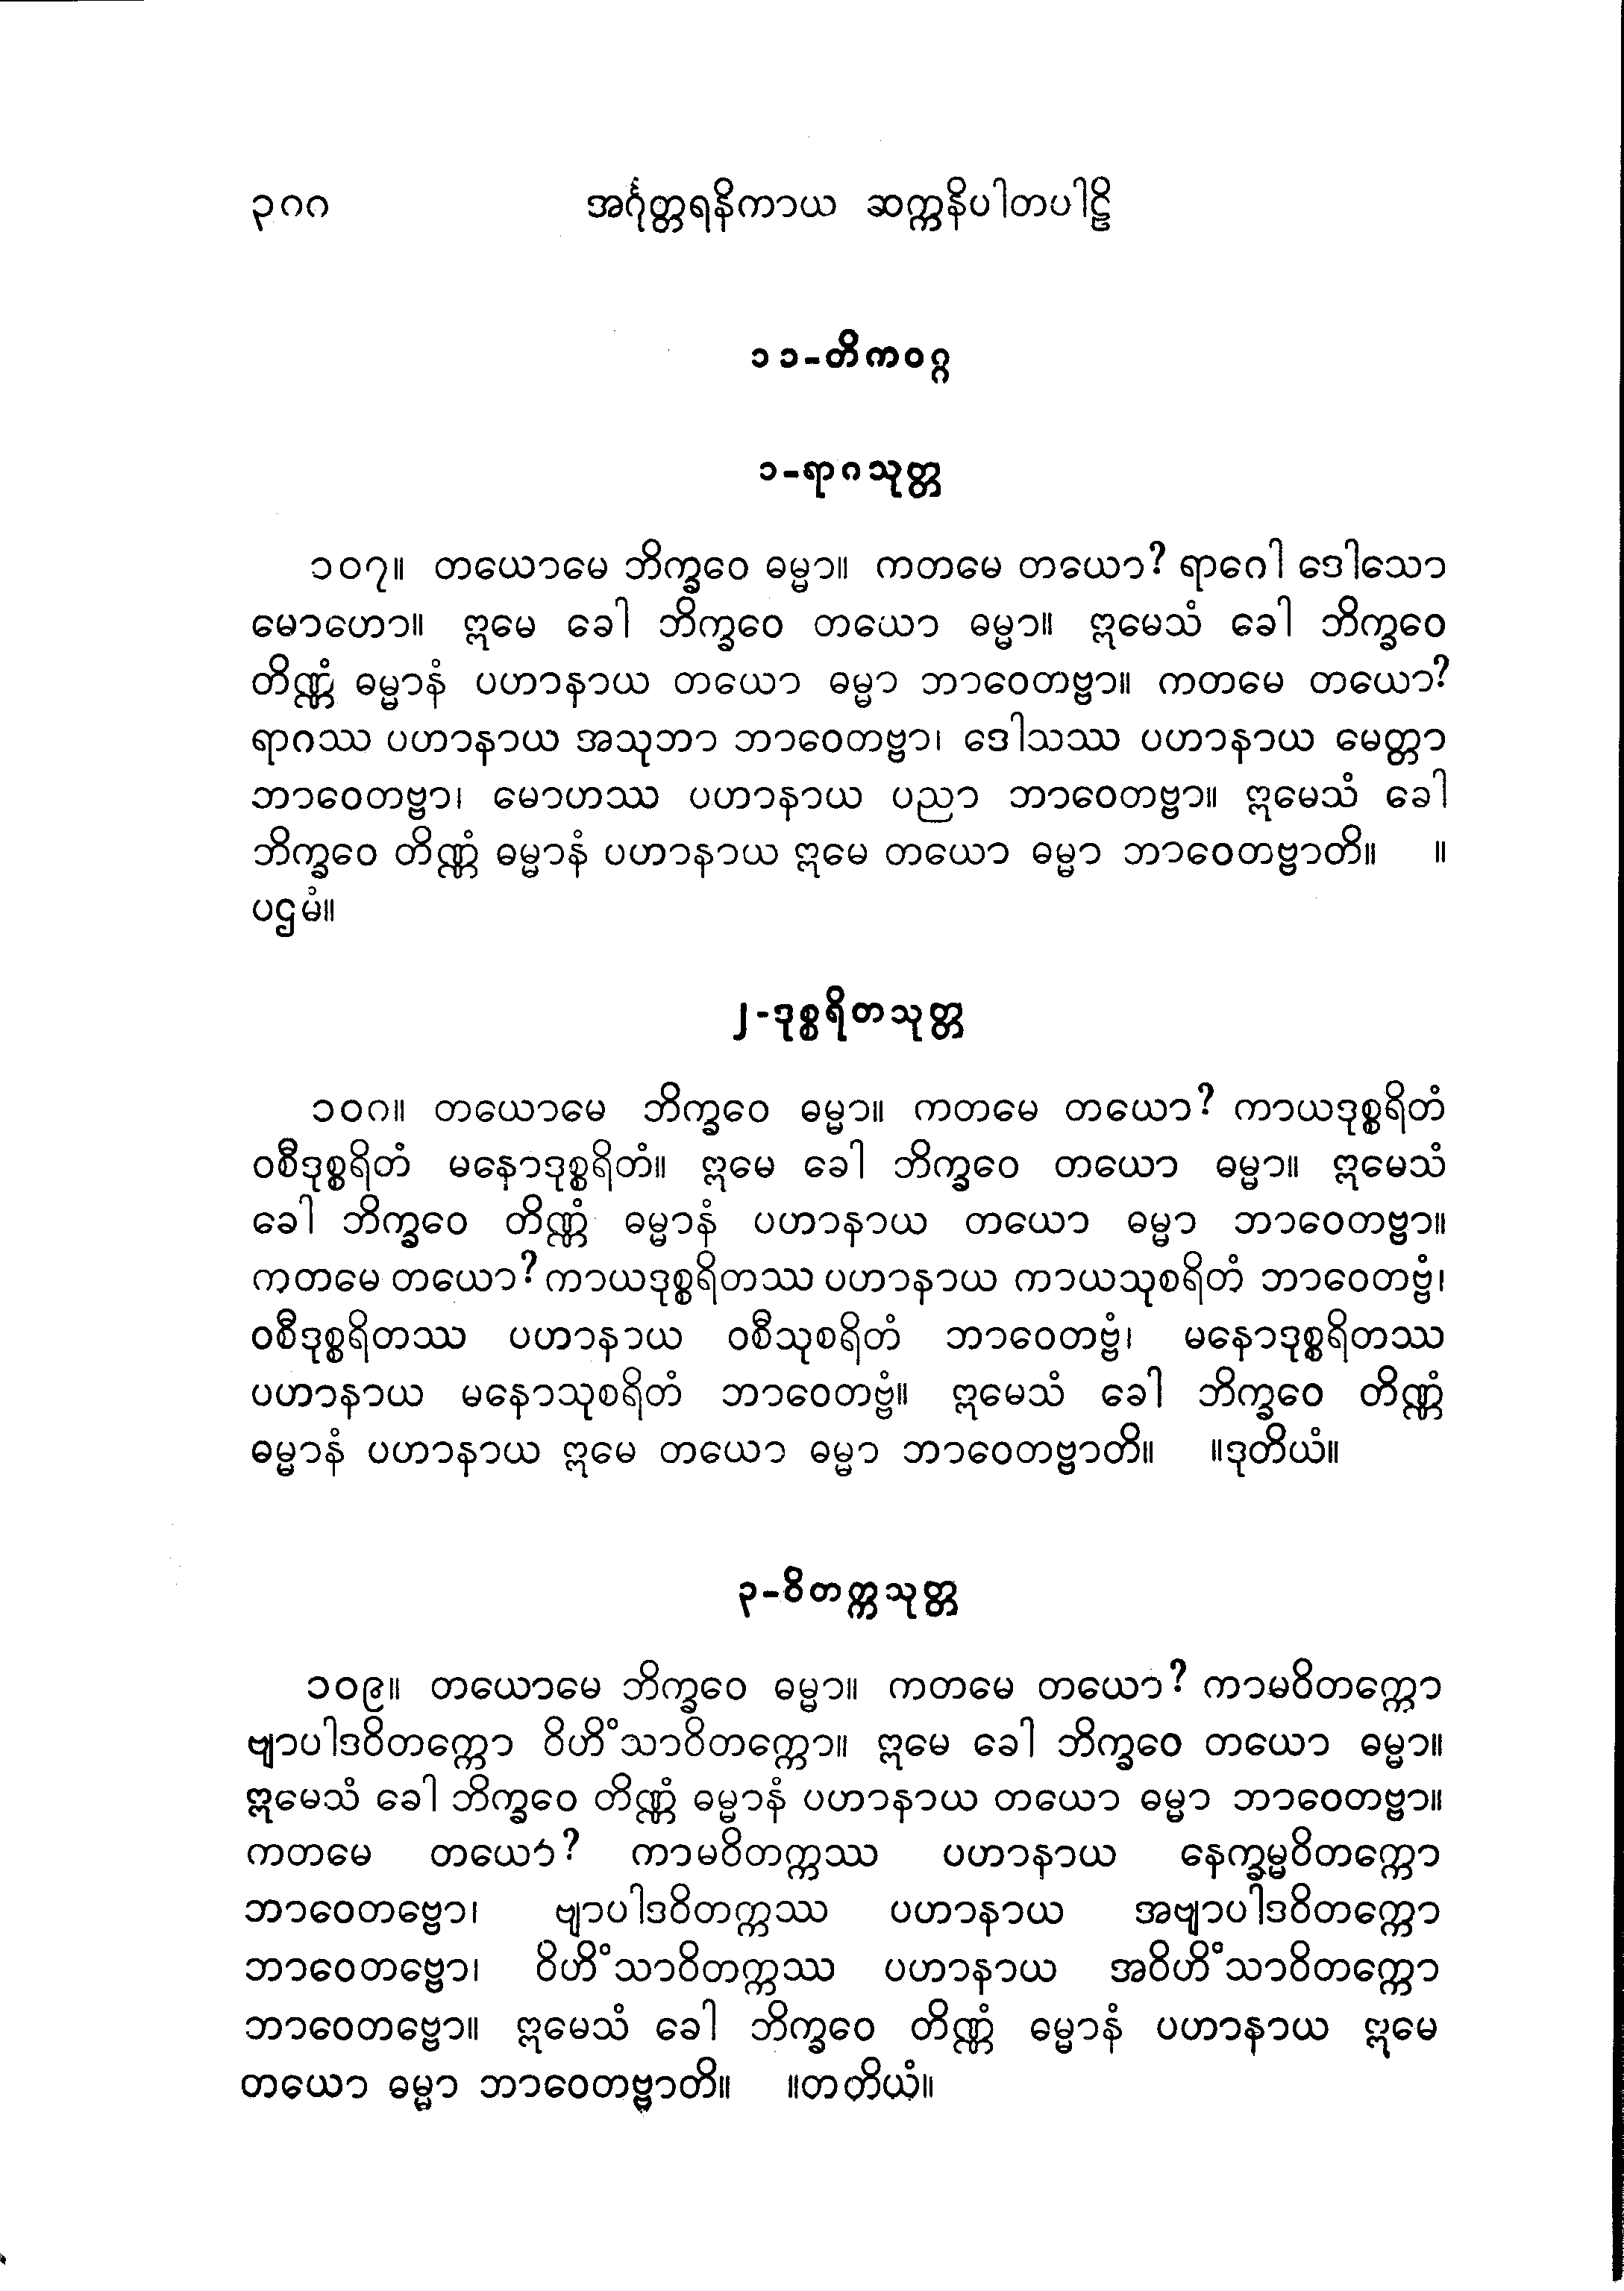 ၃၈၈ အင်္ဂုတ္တရနိကာယ ဆက္ကနိပါတပါဠိ
၁၁-တိကဝဂ္ဂ
၁-ရာဂသုတ္တ
၁၀၇။ တယောမေ ဘိက္ခဝေ ဓမ္မာ။ ကတမေ တယော? ရာဂေါ ဒေါသော
မောဟော။ ဣမေ ခေါ ဘိက္ခဝေ တယော ဓမ္မာ။ ဣမေသံ ခေါ ဘိက္ခဝေ
တိဏ္ဏံ ဓမ္မာနံ ပဟာနာယ တယော ဓမ္မာ ဘာဝေတဗ္ဗာ။ ကတမေ တယော?
ရာဂဿ ပဟာနာယ အသုဘာ ဘာဝေတဗ္ဗာ၊ ဒေါသဿ ပဟာနာယ မေတ္တာ
ဘာဝေတဗ္ဗာ၊ မောဟဿ ပဟာနာယ ပညာ ဘာဝေတဗ္ဗာ။ ဣမေသံ ခေါ
ဘိက္ခဝေ တိဏ္ဏံ ဓမ္မာနံ ပဟာနာယ ဣမေ တယော ဓမ္မာ ဘာဝေတဗ္ဗာတိ။ ။
ပဌမံ။
၂-ဒုစ္စရိတသုတ္တ
၁၀၈။ တယောမေ ဘိက္ခဝေ ဓမ္မာ။ ကတမေ တယော? ကာယဒုစ္စရိတံ
ဝစီဒုစ္စရိတံ မနောဒုစ္စရိတံ။ ဣမေ ခေါ ဘိက္ခဝေ တယော ဓမ္မာ။ ဣမေသံ
ခေါ ဘိက္ခဝေ တိဏ္ဏံ ဓမ္မာနံ ပဟာနာယ တယော ဓမ္မာ ဘာဝေတဗ္ဗာ။
ကတမေ တယော? ကာယဒုစ္စရိတဿ ပဟာနာယ ကာယသုစရိတံ ဘာဝေတဗ္ဗံ၊
ဝစီဒုစ္စရိတဿ ပဟာနာယ ဝစီသုစရိတံ ဘာဝေတဗ္ဗံ၊ မနောဒုစ္စရိတဿ
ပဟာနာယ မနောသုစရိတံ ဘာဝေတဗ္ဗံ။ ဣမေသံ ခေါ ဘိက္ခဝေ တိဏ္ဏံ
ဓမ္မာနံ ပဟာနာယ ဣမေ တယော ဓမ္မာ ဘာဝေတဗ္ဗာတိ။ ။ဒုတိယံ။
၃-ဝိတက္ကသုတ္တ
၁၀၉။ တယောမေ ဘိက္ခဝေ ဓမ္မာ။ ကတမေ တယော? ကာမဝိတက္ကော
ဗျာပါဒဝိတက္ကော ဝိဟိံသာဝိတက္ကော။ ဣမေ ခေါ ဘိက္ခဝေ တယော ဓမ္မာ။
ဣမေသံ ခေါ ဘိက္ခဝေ တိဏ္ဏံ ဓမ္မာနံ ပဟာနာယ တယော ဓမ္မာ ဘာဝေတဗ္ဗာ။
ကတမေ တယော? ကာမဝိတက္ကဿ ပဟာနာယ နေက္ခမ္မဝိတက္ကော
ဘာဝေတဗ္ဗော၊ ဗျာပါဒဝိတက္ကဿ ပဟာနာယ အဗျာပါဒဝိတက္ကော
ဘာဝေတဗ္ဗော၊ ဝိဟိံသာဝိတက္ကဿ ပဟာနာယ အဝိဟိံသာဝိတက္ကော
ဘာဝေတဗ္ဗော။ ဣမေသံ ခေါ ဘိက္ခဝေ တိဏ္ဏံ ဓမ္မာနံ ပဟာနာယ ဣမေ
တယော ဓမ္မာ ဘာဝေတဗ္ဗာတိ။ ။တတိယံ။